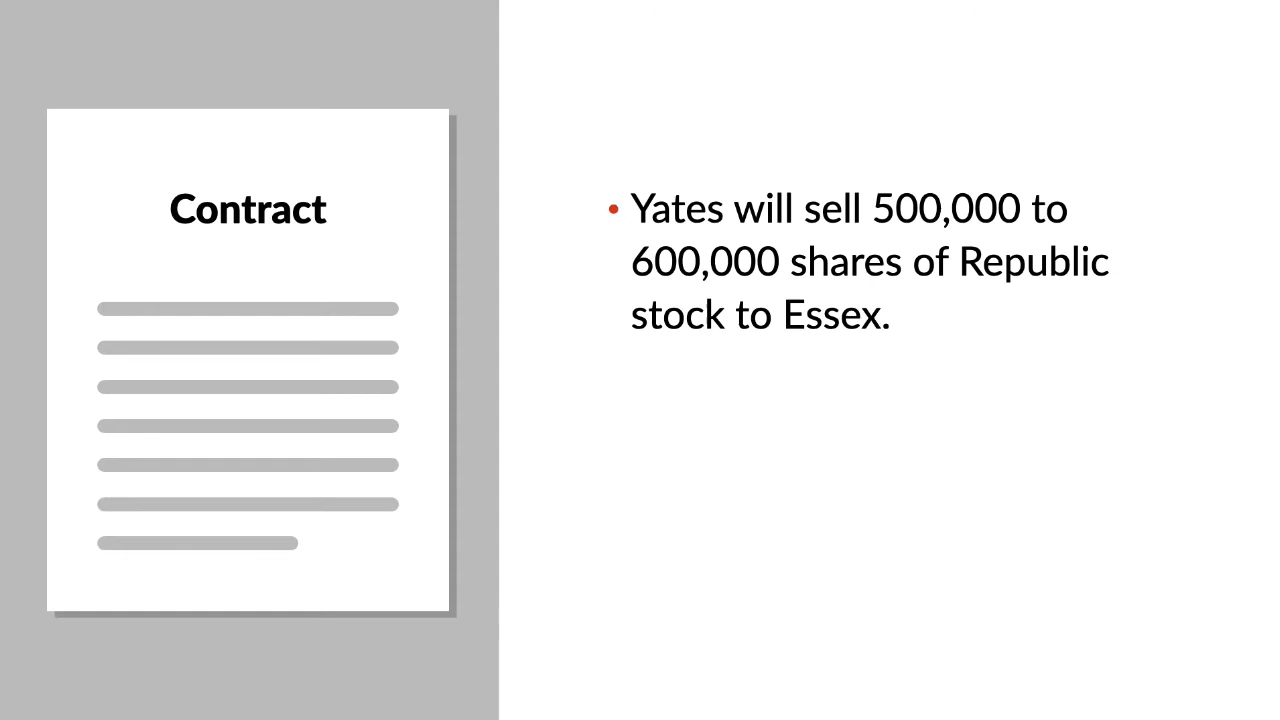 Contract
• Yates will sell 500,000 to
600,000 shares of Republic
stock to Essex.